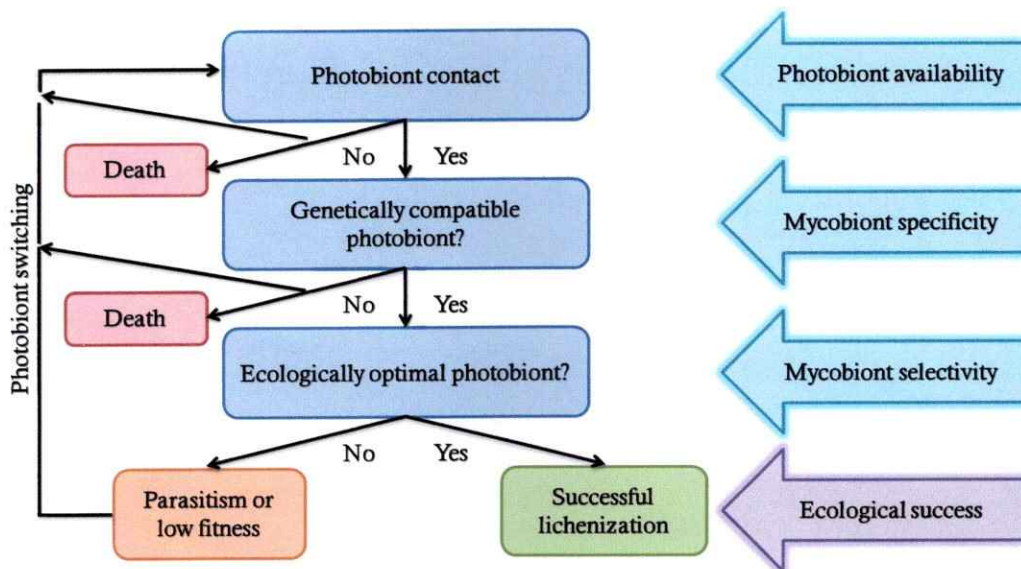 Photobiont contact
Photobiont availability
No
Yes
Death
Genetically compatible
photobiont?
Mycobiont specificity
No
Yes
Death
Ecologically optimal photobiont?
Mycobiont selectivity
No
Yes
Parasitism or
low fitness
Successful
lichenization
Ecological success
Photobiont switching